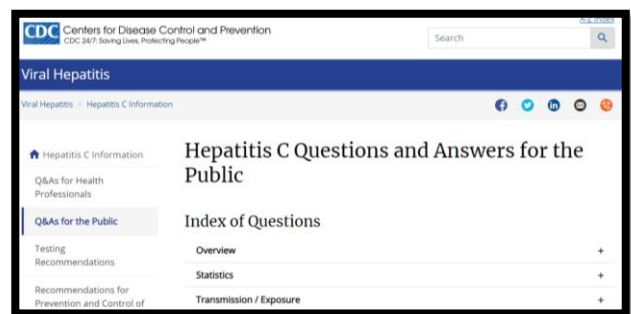 A-Z Index
CDC Centers for Disease Control and Prevention
CDC 24/7: Saving Lives, Protecting People™
Search
Viral Hepatitis
Viral Hepatitis > Hepatitis C Information
Hepatitis C Information
Q&As for Health
Professionals
Q&As for the Public
Testing
Recommendations
Recommendations for
Prevention and Control of
Hepatitis C Questions and Answers for the
Public
Index of Questions
Overview +
Statistics +
Transmission / Exposure +